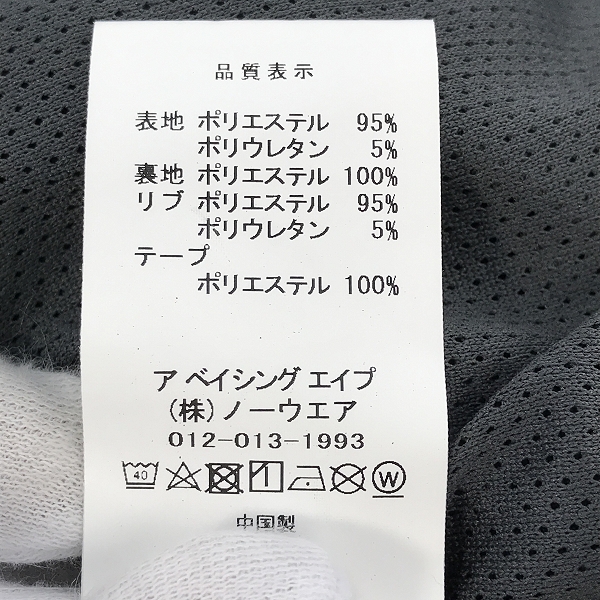 品質表示
表地 ポリエステル 95%
ポリウレタン 5%
裏地 ポリエステル 100%
リブ ポリエステル 95%
ポリウレタン 5%
テープ
ポリエステル 100%
ア ベイシング エイプ
(株)ノーウエア
012-013-1993
40 W
中国製